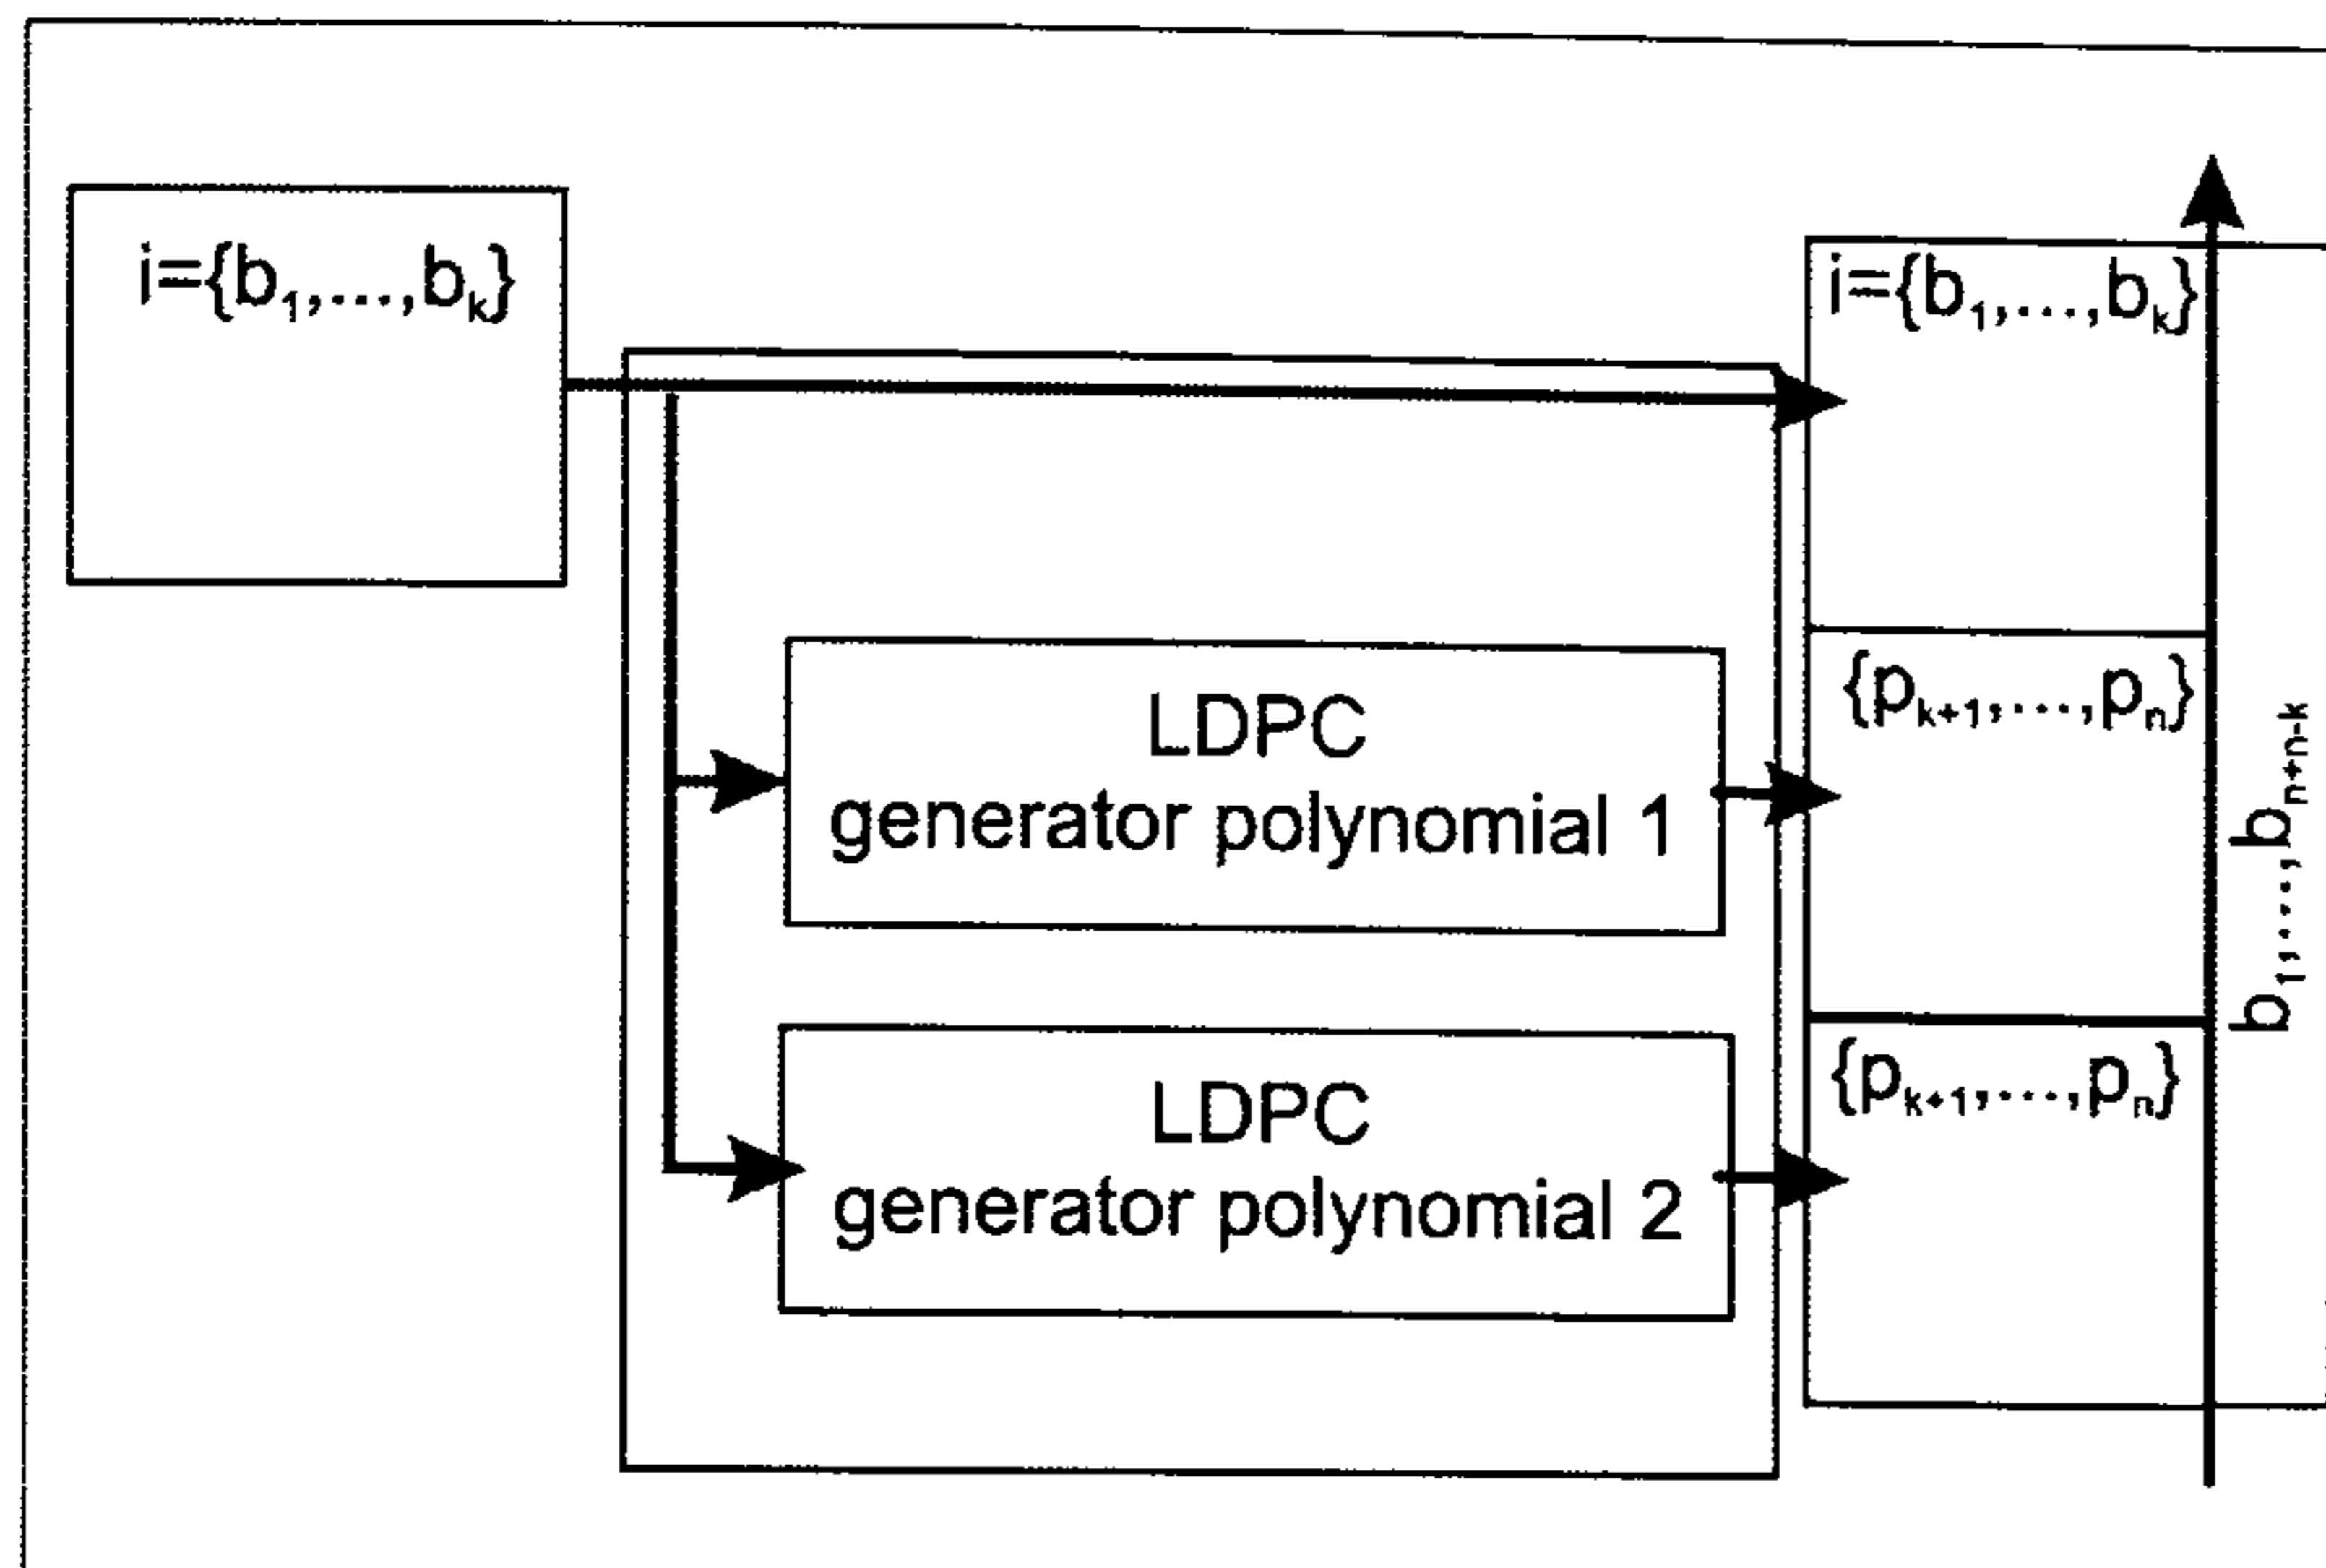 i={b₁,...,bₖ}
i={b₁,...,bₖ}
LDPC
generator polynomial 1
{pₖ₊₁,...,pₙ}
b₁,...,bₙ₊ₙ₋ₖ
LDPC
generator polynomial 2
{pₖ₊₁,...,pₙ}